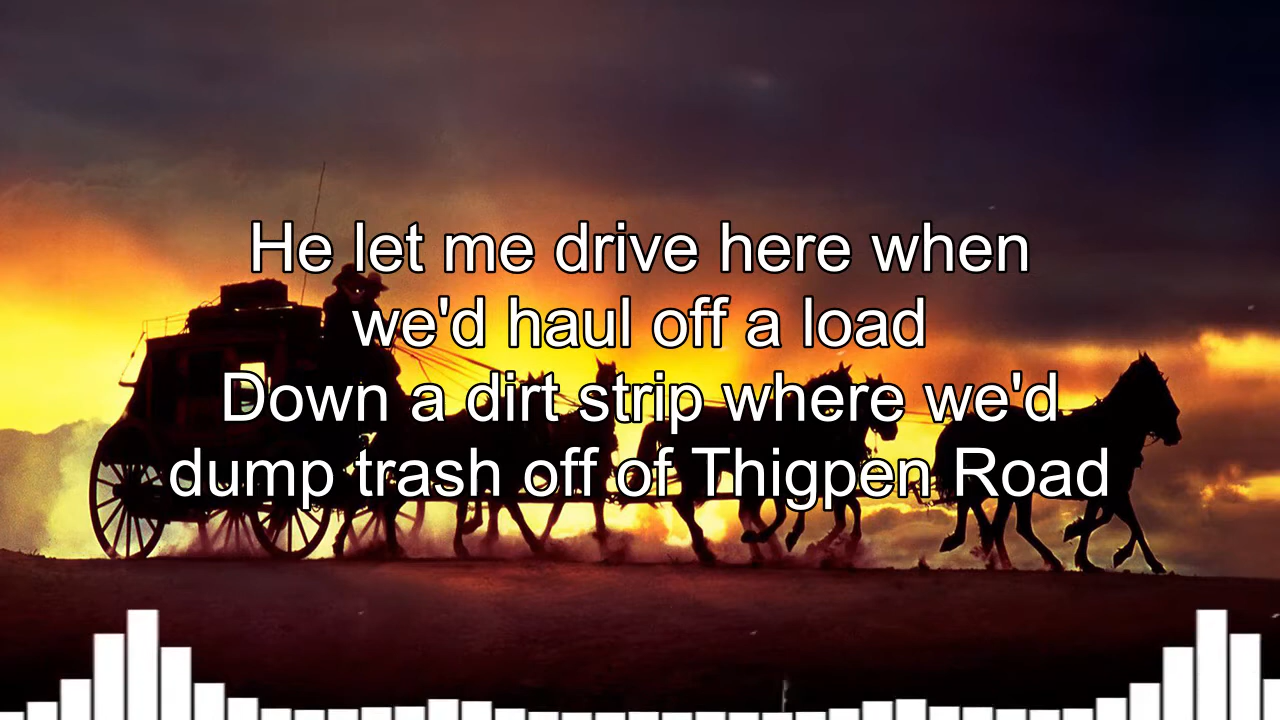 He let me drive here when
we'd haul off a load
Down a dirt strip where we'd
dump trash off of Thigpen Road